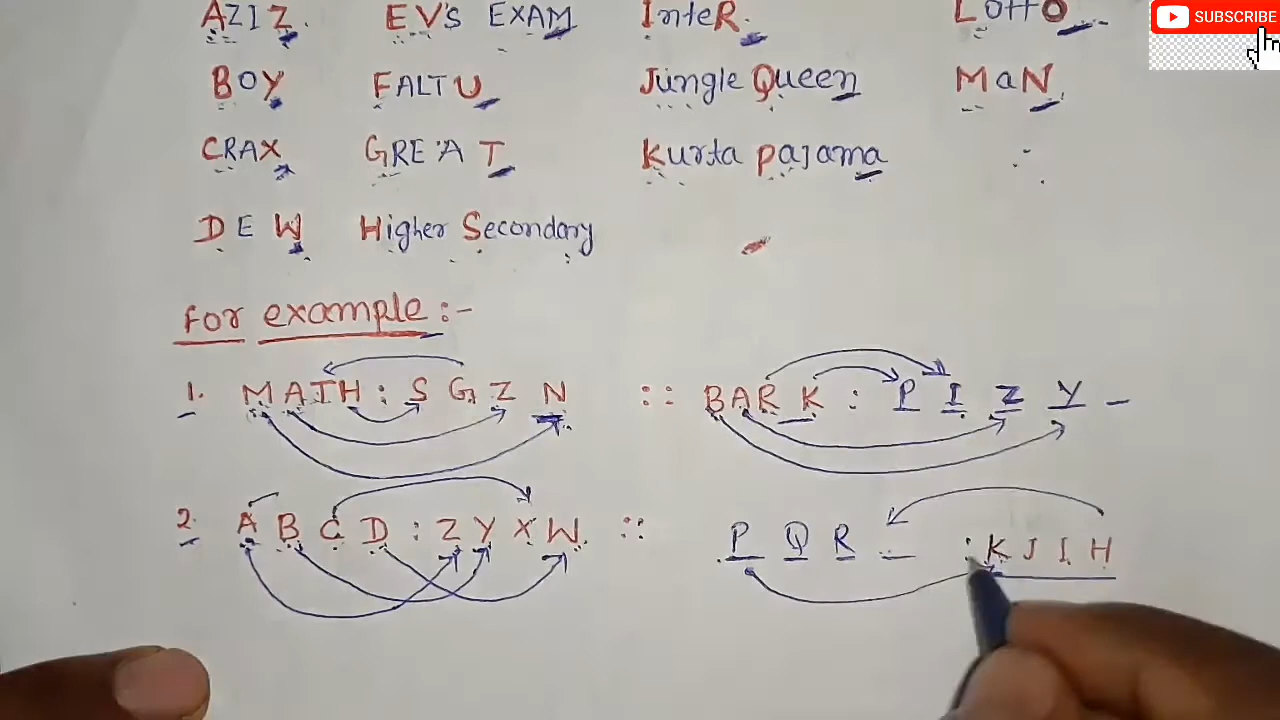 AZIZ. EV'S EXAM InteR. LOTTO SUBSCRIBE
BOY FALTU Jungle Queen MaN
CRAX GREAT Kurta Pajama
DEW Higher Secondary
For example :-
1. MATH : SGZN :: BARK : PIZY -
2. ABCD : ZYXW. :: PQR_ : KJIH